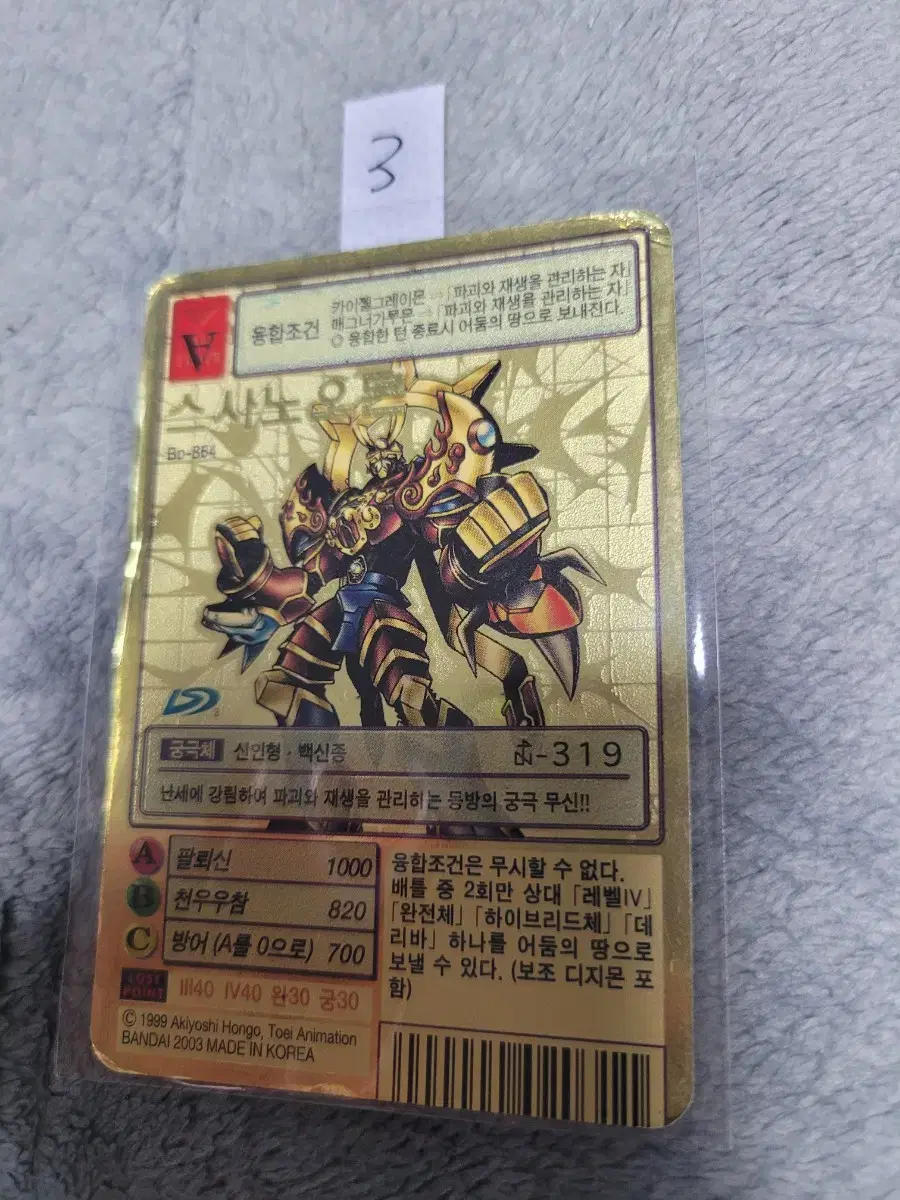 3
융합조건
카이젤그레이몬 → 「파괴와 재생을 관리하는 자」
매그너가루몬 → 「파괴와 재생을 관리하는 자」
◎ 융합한 턴 종료시 어둠의 땅으로 보내진다.
스사노오몬
궁극체 신인형·백신종
-319
난세에 강림하여 파괴와 재생을 관리하는 동방의 궁극 무신!!
A 팔뢰신 1000
B 천우우참 820
C 방어 (A를 0으로) 700
LOST POINT III40 IV40 완30 궁30
융합조건은 무시할 수 없다.
배틀 중 2회만 상대 「레벨IV」
「완전체」「하이브리드체」「데
리바」 하나를 어둠의 땅으로
보낼 수 있다. (보조 디지몬 포
함)
© 1999 Akiyoshi Hongo, Toei Animation
BANDAI 2003 MADE IN KOREA